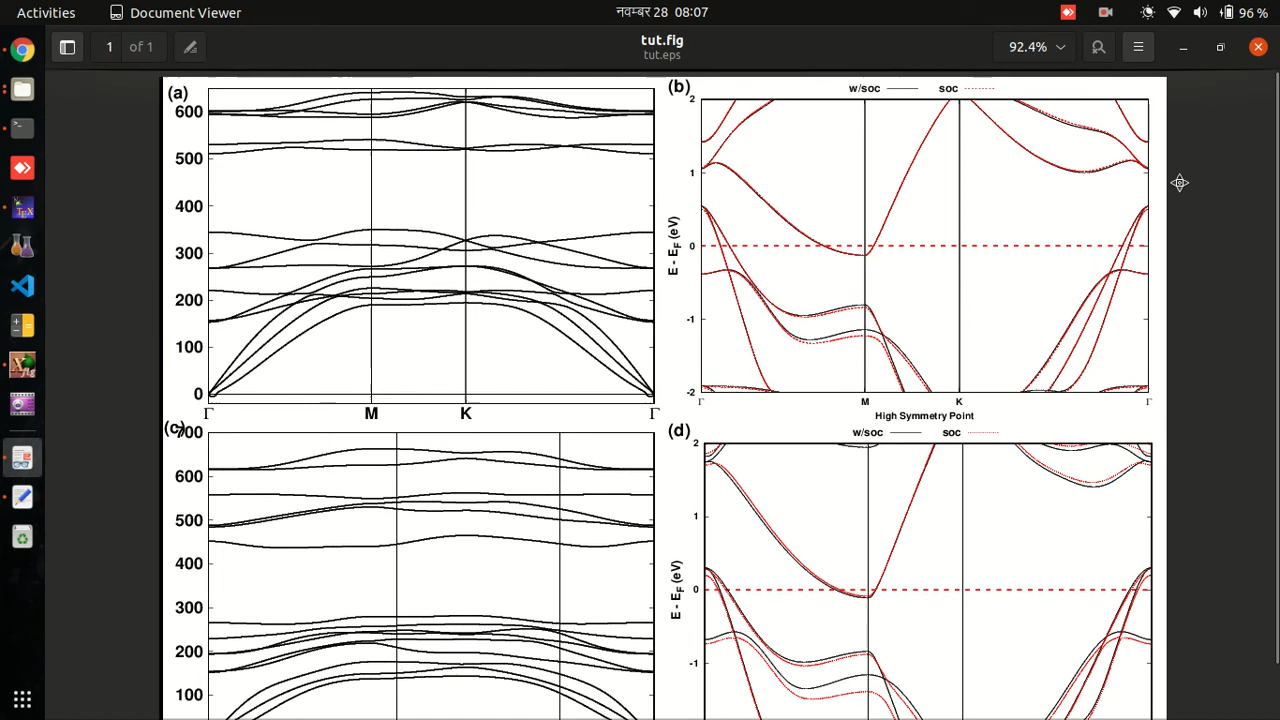 Activities
Document Viewer
नवम्बर 28 08:07
96 %
1
of 1
tut.fig
tut.eps
92.4%
(a)
600
500
400
300
200
100
0
Γ
M
K
Γ
(b)
w/soc
soc
2
1
0
-1
-2
E - EF (eV)
Γ
M
K
Γ
High Symmetry Point
(c)
700
600
500
400
300
200
100
(d)
w/soc
soc
2
1
0
-1
E - EF (eV)